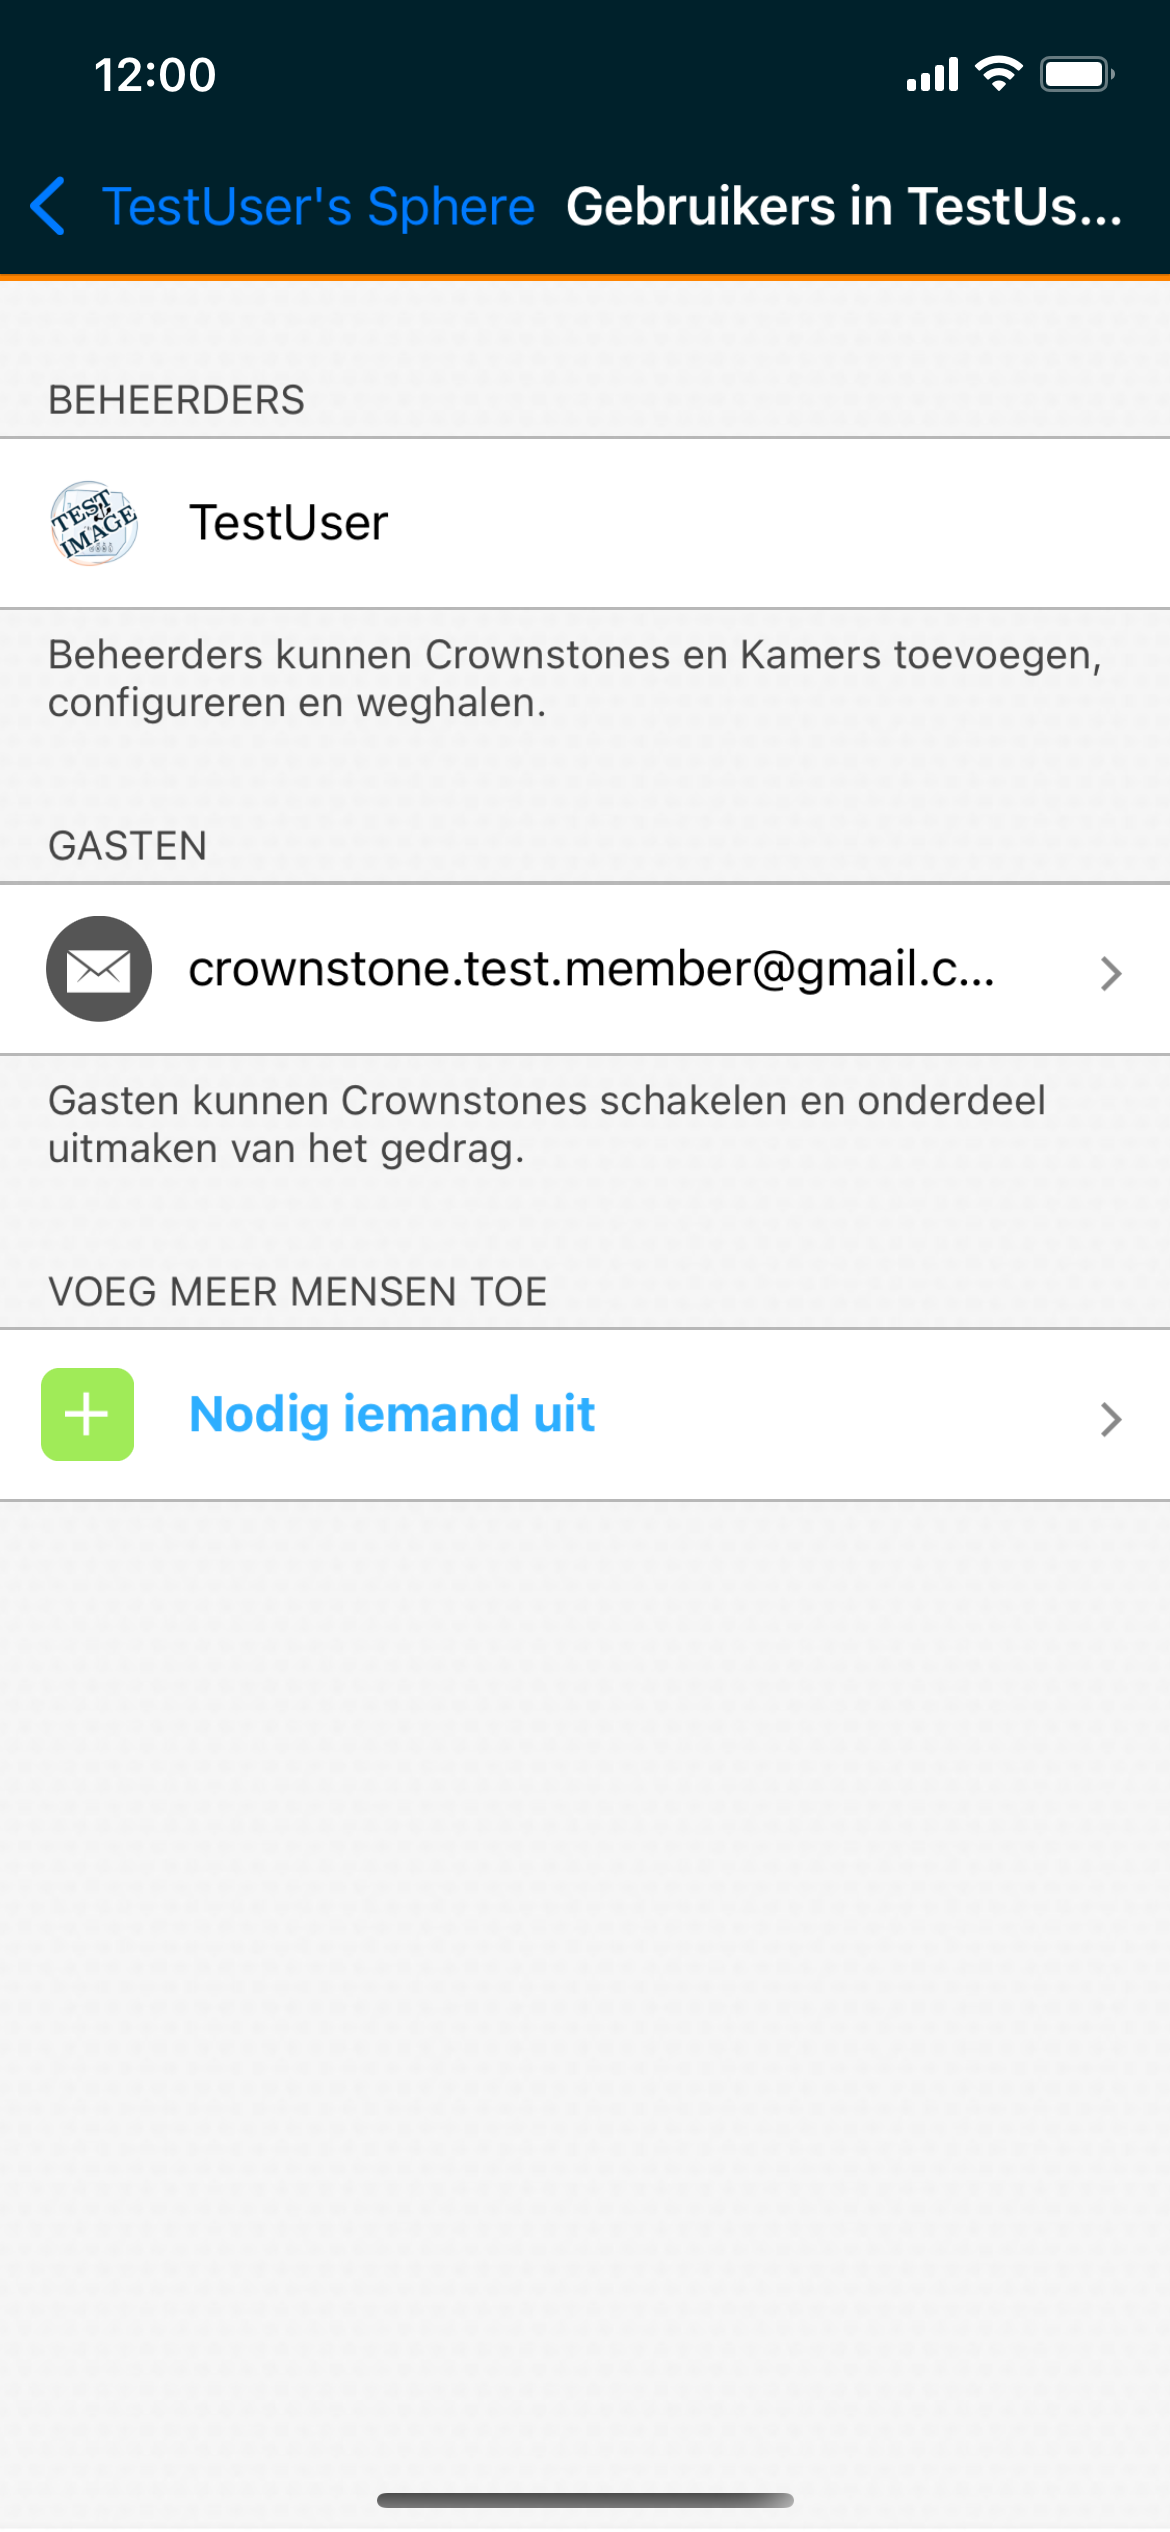 12:00
TestUser's Sphere Gebruikers in TestUs...
BEHEERDERS
TEST IMAGE
TestUser
Beheerders kunnen Crownstones en Kamers toevoegen,
configureren en weghalen.
GASTEN
crownstone.test.member@gmail.c...
Gasten kunnen Crownstones schakelen en onderdeel
uitmaken van het gedrag.
VOEG MEER MENSEN TOE
Nodig iemand uit